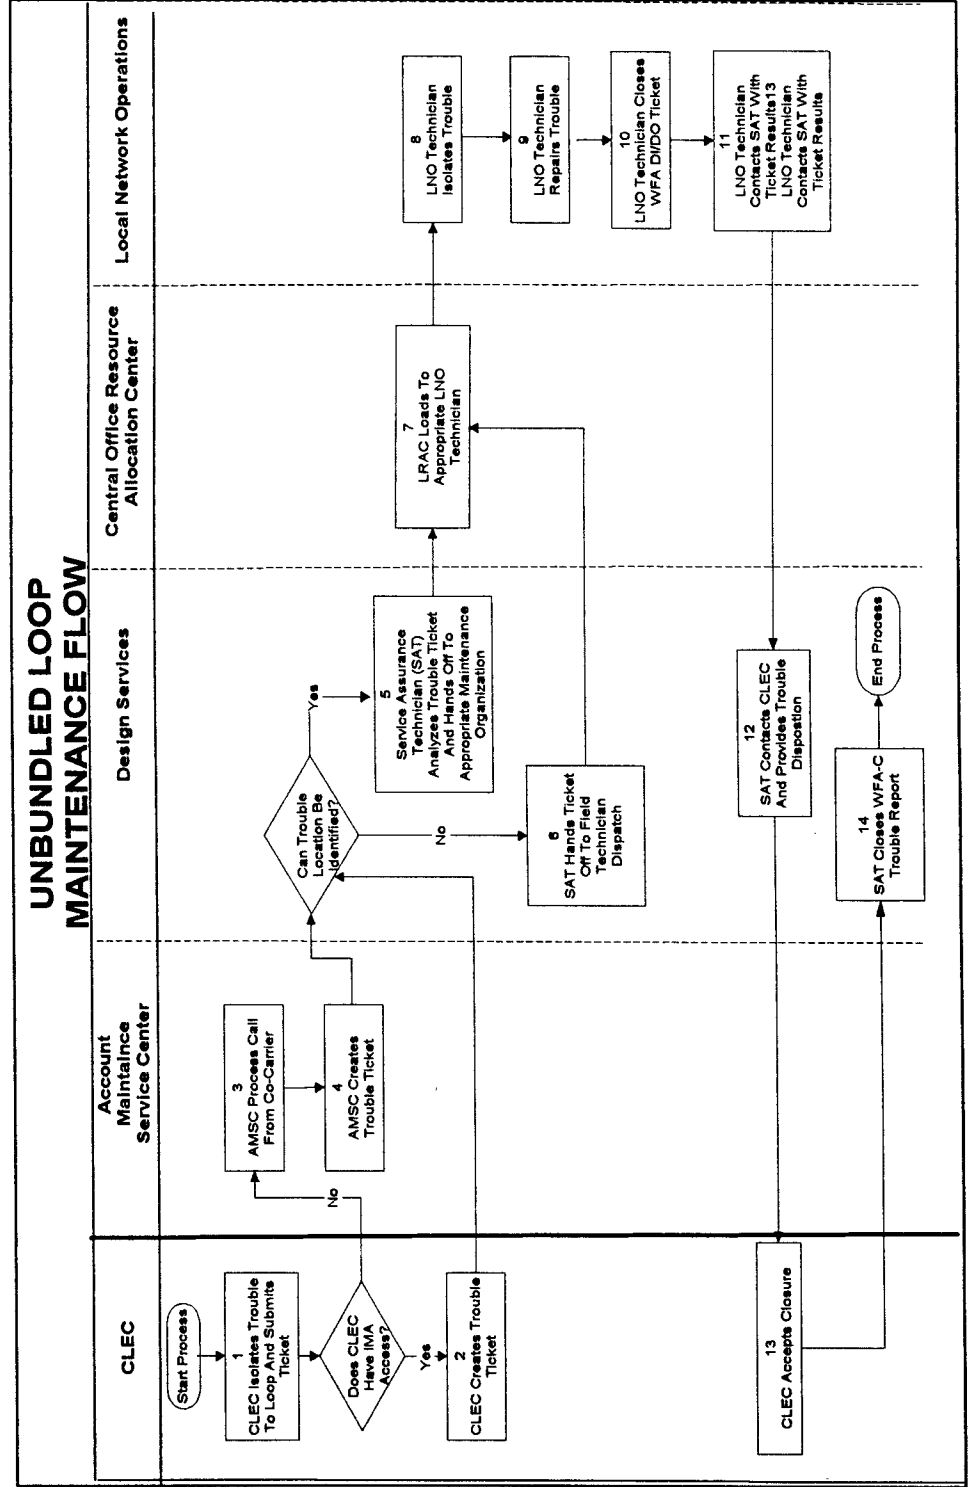 UNBUNDLED LOOP
MAINTENANCE FLOW
CLEC
Account
Maintaince
Service Center
Design Services
Central Office Resource
Allocation Center
Local Network Operations
Start Process
1
CLEC Isolates Trouble
To Loop And Submits
Ticket
Does CLEC
Have IMA
Access?
No
Yes
2
CLEC Creates Trouble
Ticket
3
AMSC Process Call
From Co-Carrier
4
AMSC Creates
Trouble Ticket
Can Trouble
Location Be
Identified?
Yes
No
5
Service Assurance
Technician (SAT)
Analyzes Trouble Ticket
And Hands Off To
Appropriate Maintenance
Organization
6
SAT Hands Ticket
Off To Field
Technician
Dispatch
7
LRAC Loads To
Appropriate LNO
Technician
8
LNO Technician
Isolates Trouble
9
LNO Technician
Repairs Trouble
10
LNO Technician Closes
WFA DI/DO Ticket
11
LNO Technician
Contacts SAT With
Ticket Results13
LNO Technician
Contacts SAT With
Ticket Results
12
SAT Contacts CLEC
And Provides Trouble
Dispostion
13
CLEC Accepts Closure
14
SAT Closes WFA-C
Trouble Report
End Process